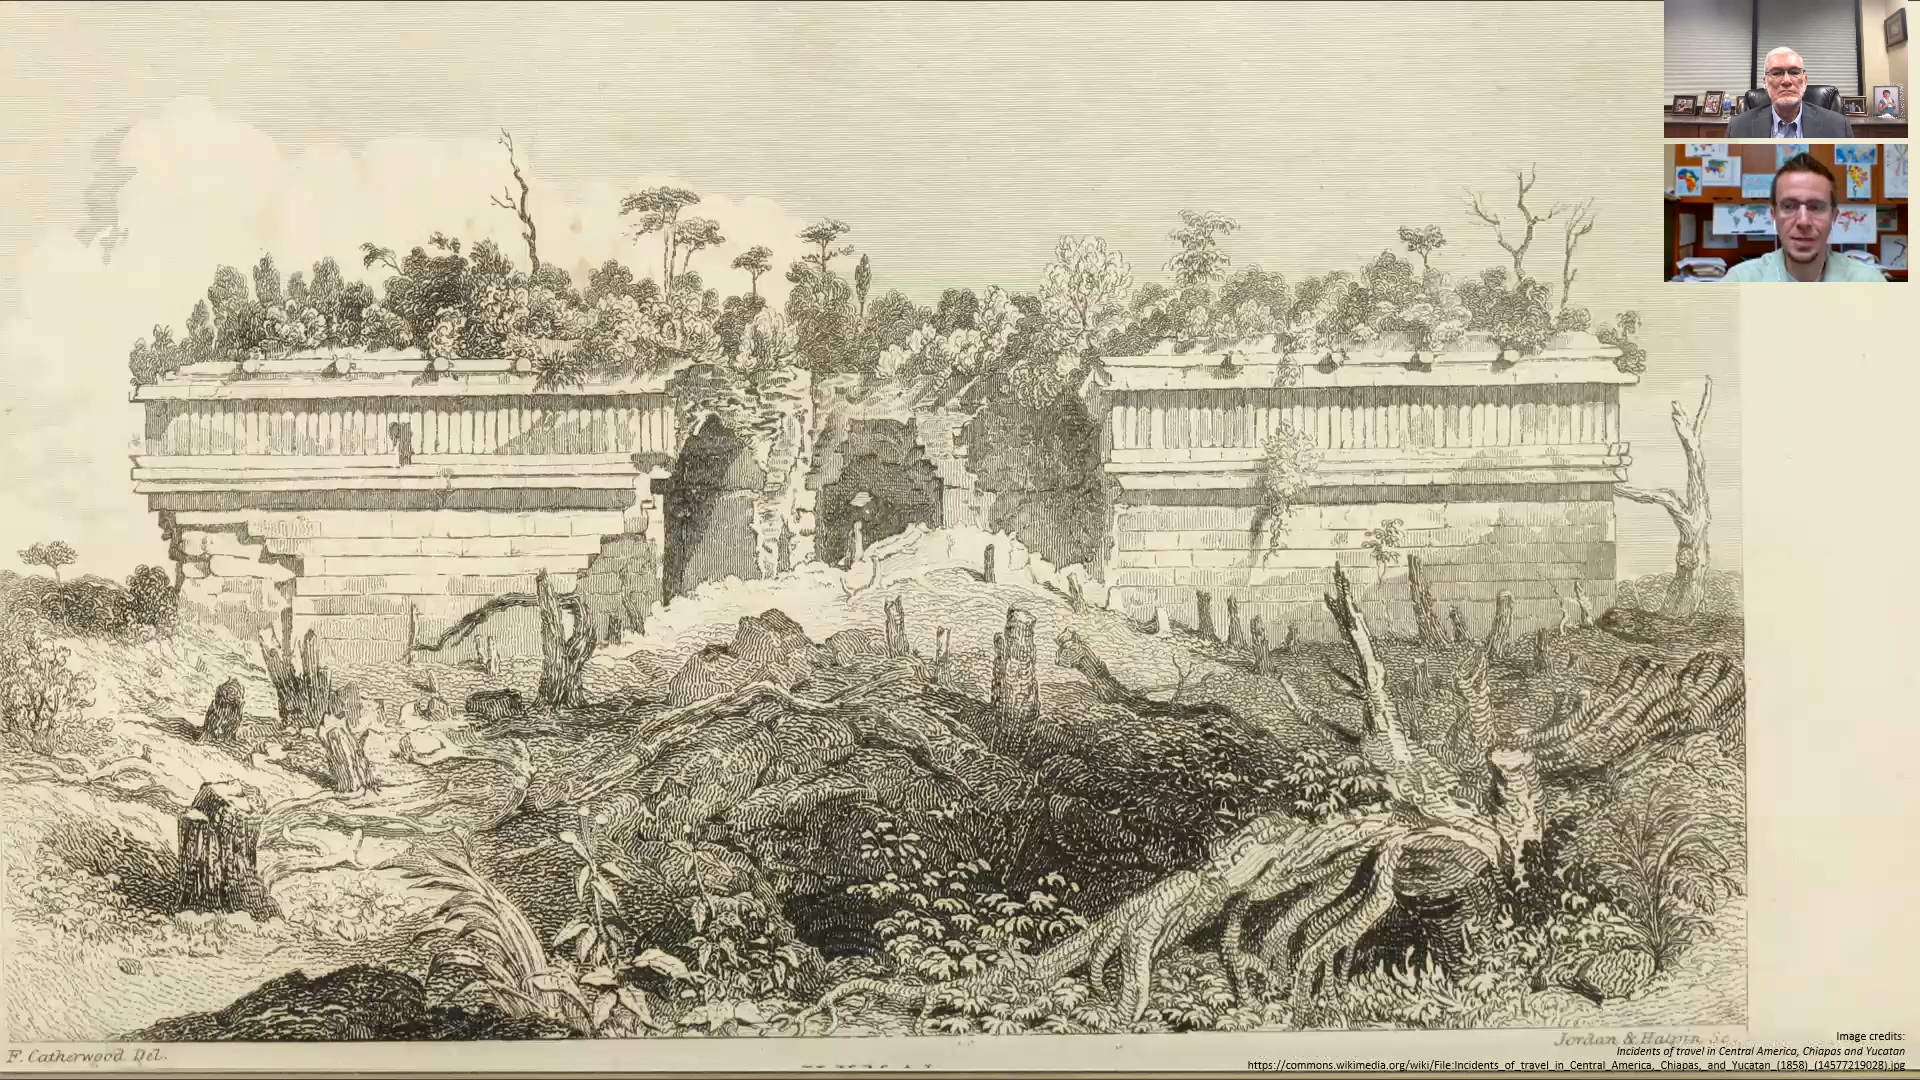 F. Catherwood Del.
Jordan & Halpin Sc.
Image credits:
Incidents of travel in Central America, Chiapas and Yucatan
https://commons.wikimedia.org/wiki/File:Incidents_of_travel_in_Central_America,_Chiapas,_and_Yucatan_(1858)_(14577219028).jpg